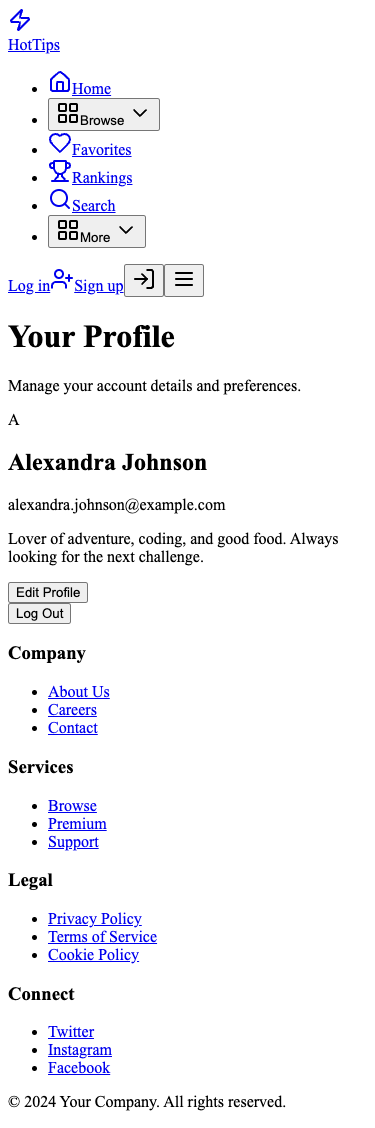 HotTips
Home
Browse
Favorites
Rankings
Search
More
Log in Sign up
Your Profile
Manage your account details and preferences.
A
Alexandra Johnson
alexandra.johnson@example.com
Lover of adventure, coding, and good food. Always
looking for the next challenge.
Edit Profile
Log Out
Company
About Us
Careers
Contact
Services
Browse
Premium
Support
Legal
Privacy Policy
Terms of Service
Cookie Policy
Connect
Twitter
Instagram
Facebook
© 2024 Your Company. All rights reserved.